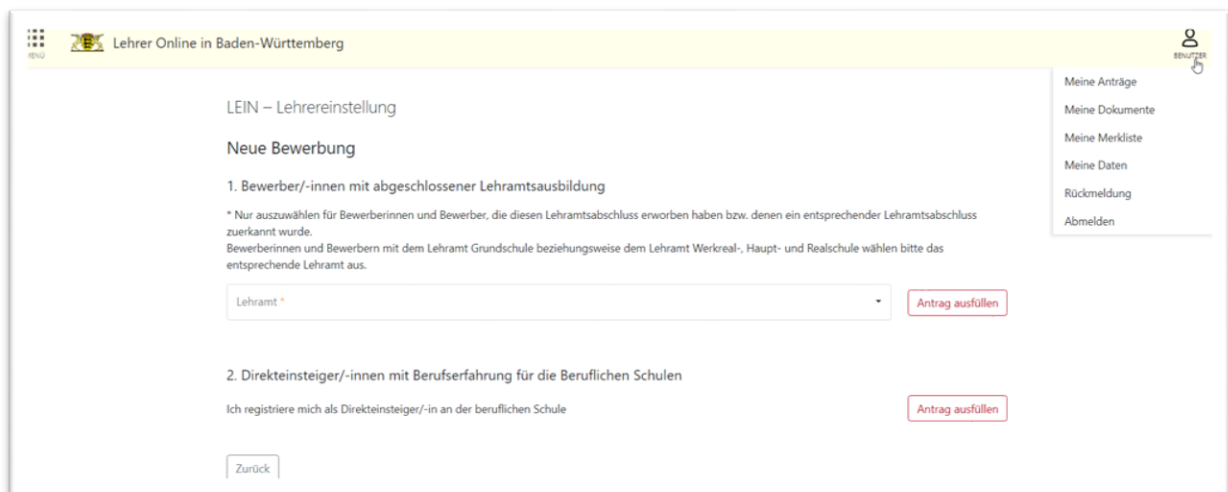 MENÜ
Lehrer Online in Baden-Württemberg
BENUTZER
Meine Anträge
Meine Dokumente
Meine Merkliste
Meine Daten
Rückmeldung
Abmelden
LEIN – Lehrereinstellung
Neue Bewerbung
1. Bewerber/-innen mit abgeschlossener Lehramtsausbildung
* Nur auszuwählen für Bewerberinnen und Bewerber, die diesen Lehramtsabschluss erworben haben bzw. denen ein entsprechender Lehramtsabschluss
zuerkannt wurde.
Bewerberinnen und Bewerbern mit dem Lehramt Grundschule beziehungsweise dem Lehramt Werkreal-, Haupt- und Realschule wählen bitte das
entsprechende Lehramt aus.
Lehramt *
Antrag ausfüllen
2. Direkteinsteiger/-innen mit Berufserfahrung für die Beruflichen Schulen
Ich registriere mich als Direkteinsteiger/-in an der beruflichen Schule
Antrag ausfüllen
Zurück